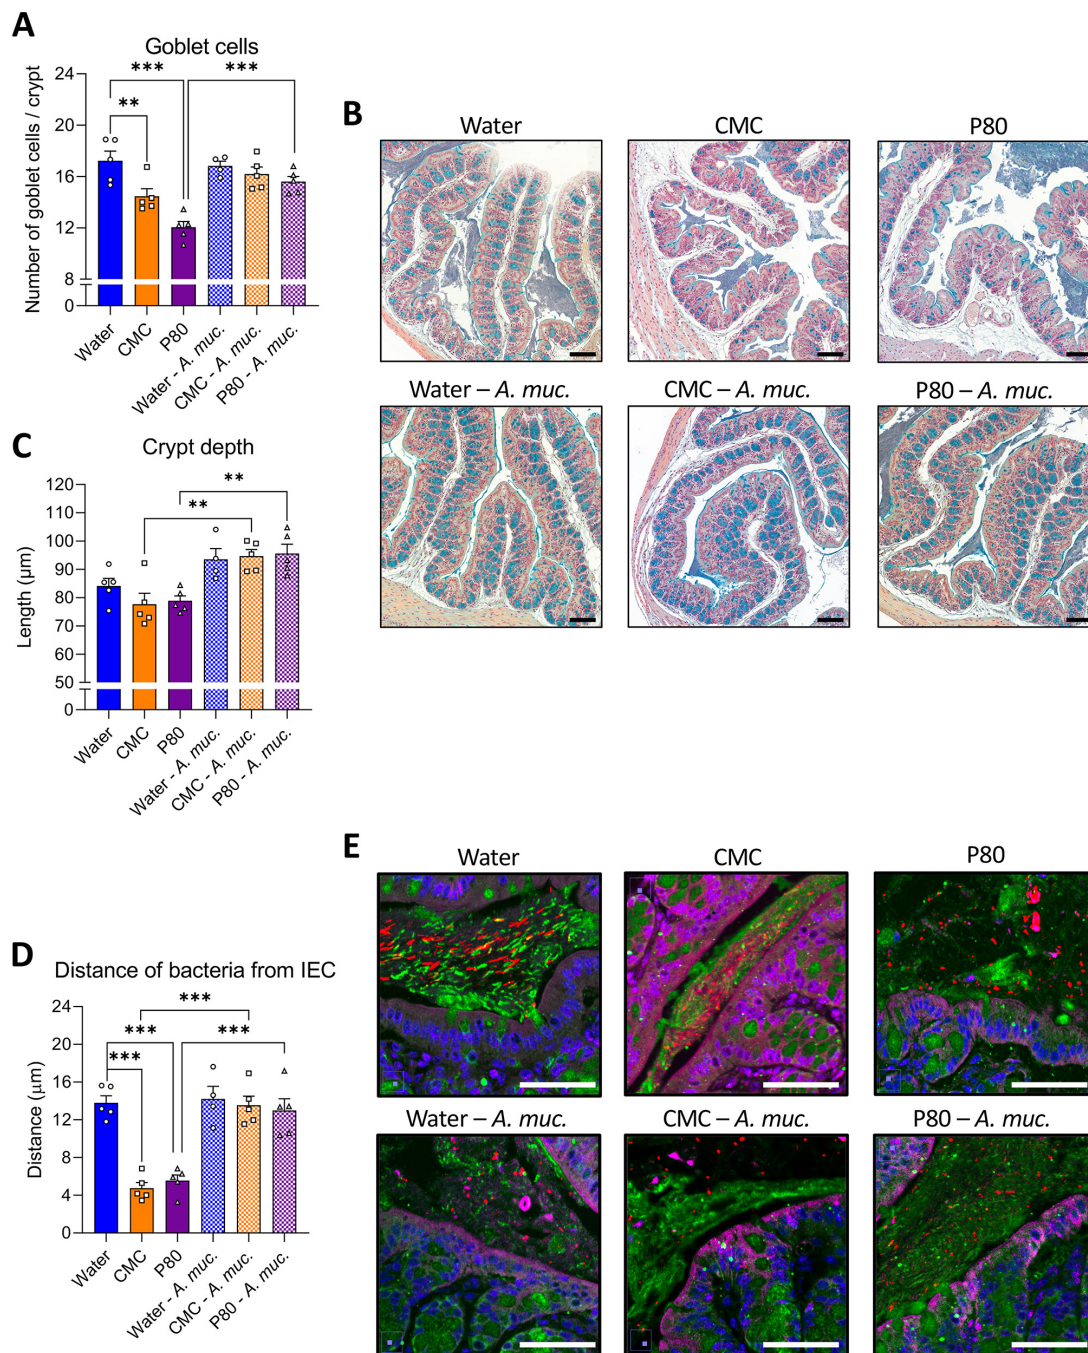 A
Goblet cells
***
***
**
Number of goblet cells / crypt
24
20
16
12
8
0
Water
CMC
P80
Water - A. muc.
CMC - A. muc.
P80 - A. muc.
B
Water
CMC
P80
Water – A. muc.
CMC – A. muc.
P80 – A. muc.
C
Crypt depth
**
**
Length (μm)
120
110
100
90
80
70
60
50
0
Water
CMC
P80
Water - A. muc.
CMC - A. muc.
P80 - A. muc.
D
Distance of bacteria from IEC
***
***
***
***
Distance (μm)
24
20
16
12
8
4
0
Water
CMC
P80
Water - A. muc.
CMC - A. muc.
P80 - A. muc.
E
Water
CMC
P80
Water – A. muc.
CMC – A. muc.
P80 – A. muc.